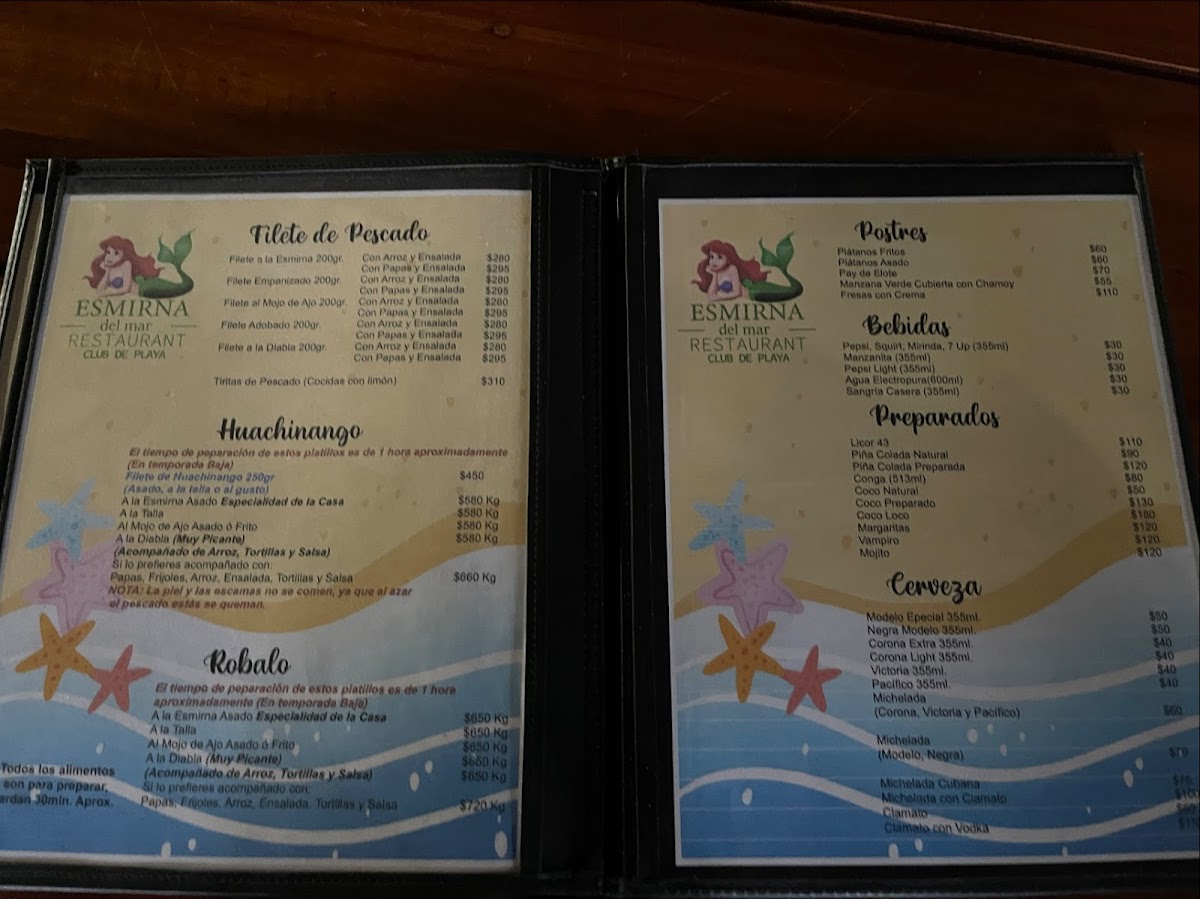 ESMIRNA
del mar
RESTAURANT
CLUB DE PLAYA
Filete de Pescado
Filete a la Esmirna 200gr. Con Arroz y Ensalada $280
Con Papas y Ensalada $295
Filete Empanizado 200gr. Con Arroz y Ensalada $280
Con Papas y Ensalada $295
Filete al Mojo de Ajo 200gr. Con Arroz y Ensalada $280
Con Papas y Ensalada $295
Filete Adobado 200gr. Con Arroz y Ensalada $280
Con Papas y Ensalada $295
Filete a la Diabla 200gr. Con Arroz y Ensalada $280
Con Papas y Ensalada $295
Tiritas de Pescado (Cocidas con limón) $310
Huachinango
El tiempo de peparación de estos platillos es de 1 hora aproximadamente
(En temporada Baja)
Filete de Huachinango 250gr $450
(Asado, a la talla o al gusto)
A la Esmirna Asado Especialidad de la Casa $580 Kg
A la Talla $580 Kg
Al Mojo de Ajo Asado ó Frito $580 Kg
A la Diabla (Muy Picante) $580 Kg
(Acompañado de Arroz, Tortillas y Salsa)
Si lo prefieres acompañado con:
Papas, Frijoles, Arroz, Ensalada, Tortillas y Salsa $660 Kg
NOTA: La piel y las escamas no se comen, ya que al azar
el pescado estás se queman.
Robalo
El tiempo de peparación de estos platillos es de 1 hora
aproximadamente (En temporada Baja)
A la Esmirna Asado Especialidad de la Casa $650 Kg
A la Talla $650 Kg
Al Mojo de Ajo Asado ó Frito $650 Kg
A la Diabla (Muy Picante) $650 Kg
(Acompañado de Arroz, Tortillas y Salsa) $650 Kg
Si lo prefieres acompañado con:
Papas, Frijoles, Arroz, Ensalada, Tortillas y Salsa $720 Kg
Todos los alimentos
son para preparar,
ardan 30min. Aprox.
ESMIRNA
del mar
RESTAURANT
CLUB DE PLAYA
Postres
Plátanos Fritos $60
Plátanos Asado $60
Pay de Elote $70
Manzana Verde Cubierta con Chamoy $55
Fresas con Crema $110
Bebidas
Pepsi, Squirt, Mirinda, 7 Up (355ml) $30
Manzanita (355ml) $30
Pepsi Light (355ml) $30
Agua Electropura(600ml) $30
Sangria Casera (355ml) $30
Preparados
Licor 43 $110
Piña Colada Natural $90
Piña Colada Preparada $120
Conga (513ml) $80
Coco Natural $50
Coco Preparado $130
Coco Loco $180
Margaritas $120
Vampiro $120
Mojito $120
Cerveza
Modelo Epecial 355ml. $50
Negra Modelo 355ml. $50
Corona Extra 355ml. $40
Corona Light 355ml. $40
Victoria 355ml. $40
Pacífico 355ml. $40
Michelada
(Corona, Victoria y Pacífico) $60
Michelada
(Modelo, Negra) $70
Michelada Cubana
Michelada con Clamato
Clamato
Clamato con Vodka